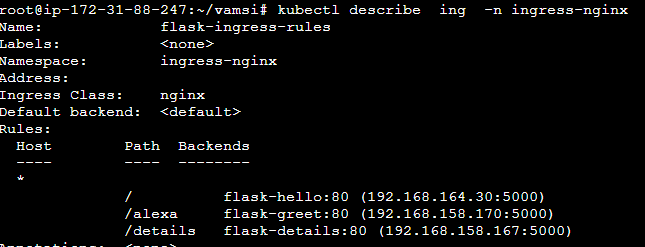 root@ip-172-31-88-247:~/vamsi# kubectl describe  ing  -n ingress-nginx
Name:             flask-ingress-rules
Labels:           <none>
Namespace:        ingress-nginx
Address:
Ingress Class:    nginx
Default backend:  <default>
Rules:
  Host        Path  Backends
  ----        ----  --------
  *
              /         flask-hello:80 (192.168.164.30:5000)
              /alexa    flask-greet:80 (192.168.158.170:5000)
              /details  flask-details:80 (192.168.158.167:5000)
Annotations:  <none>